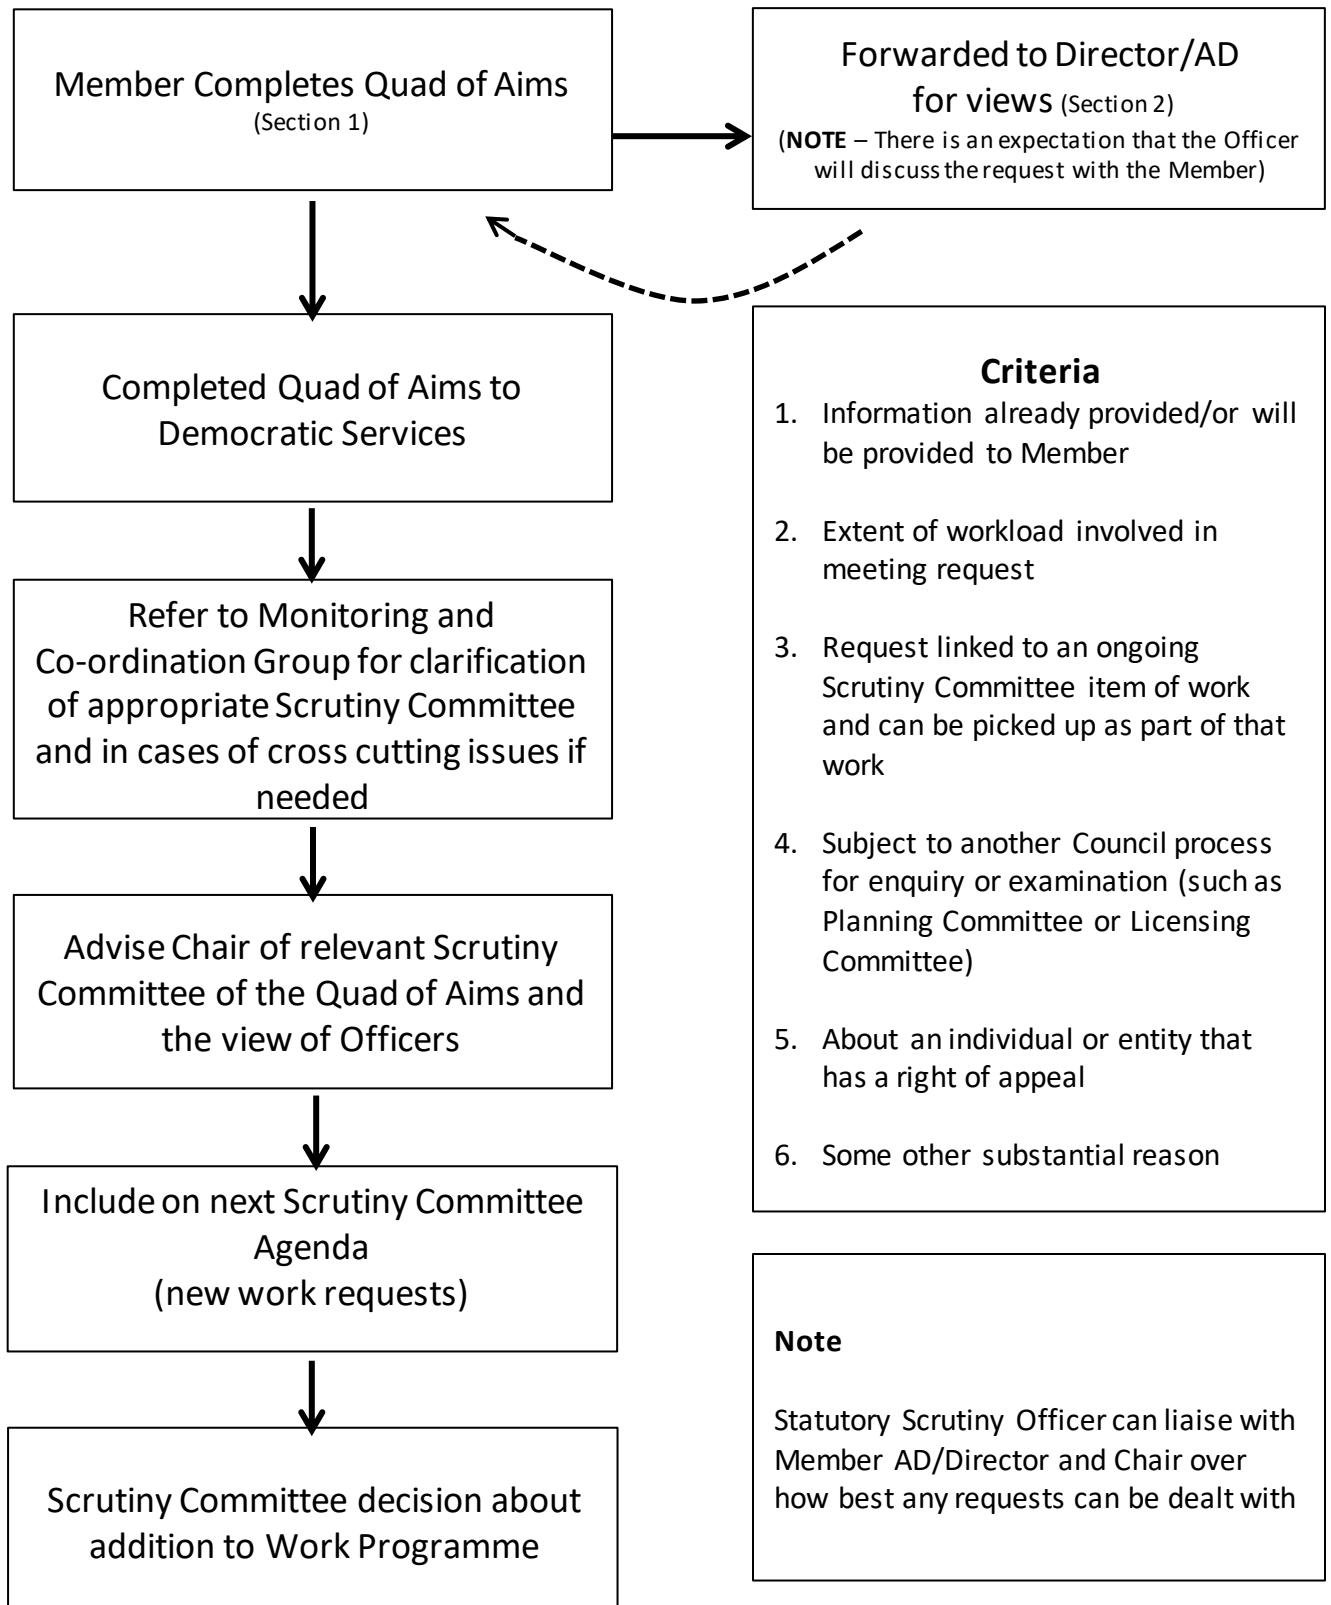 Member Completes Quad of Aims
(Section 1)
Forwarded to Director/AD
for views (Section 2)
(NOTE – There is an expectation that the Officer
will discuss the request with the Member)
Completed Quad of Aims to
Democratic Services
Refer to Monitoring and
Co-ordination Group for clarification
of appropriate Scrutiny Committee
and in cases of cross cutting issues if
needed
Advise Chair of relevant Scrutiny
Committee of the Quad of Aims and
the view of Officers
Include on next Scrutiny Committee
Agenda
(new work requests)
Scrutiny Committee decision about
addition to Work Programme
Criteria
1. Information already provided/or will
be provided to Member
2. Extent of workload involved in
meeting request
3. Request linked to an ongoing
Scrutiny Committee item of work
and can be picked up as part of that
work
4. Subject to another Council process
for enquiry or examination (such as
Planning Committee or Licensing
Committee)
5. About an individual or entity that
has a right of appeal
6. Some other substantial reason
Note
Statutory Scrutiny Officer can liaise with
Member AD/Director and Chair over
how best any requests can be dealt with